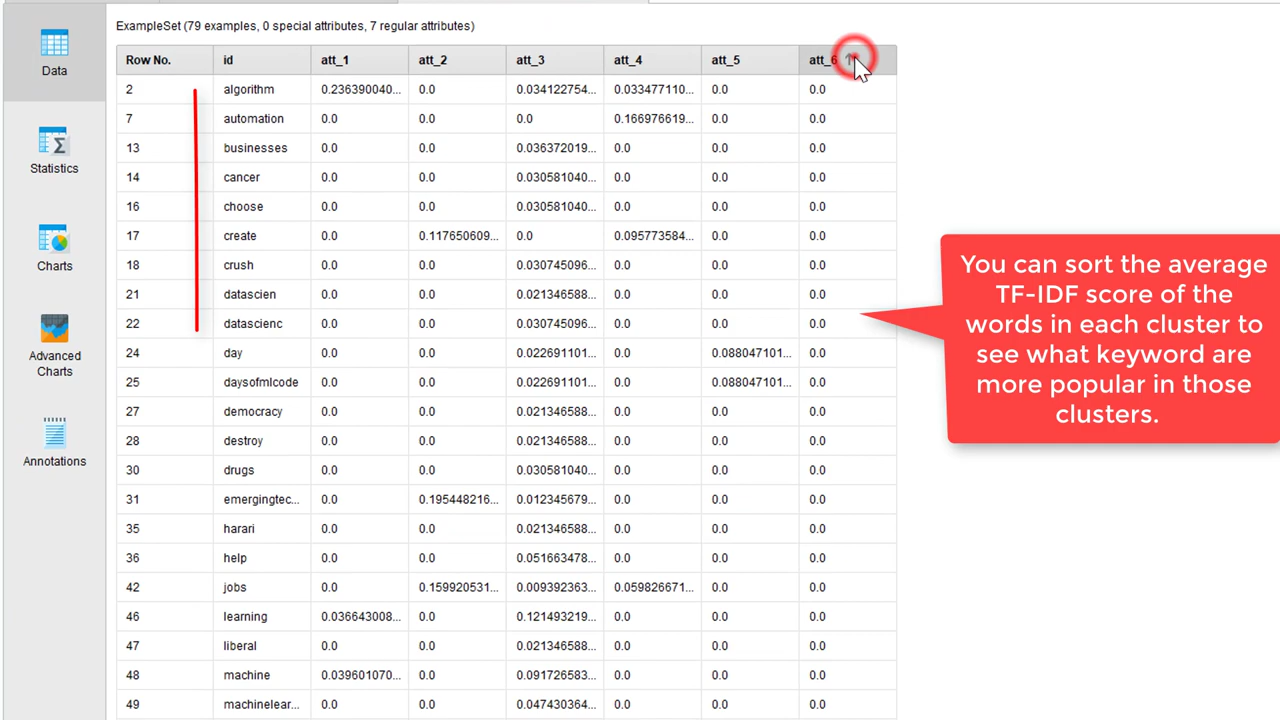 ExampleSet (79 examples, 0 special attributes, 7 regular attributes)
Data
Statistics
Charts
Advanced
Charts
Annotations
Row No. id att_1 att_2 att_3 att_4 att_5 att_6
2 algorithm 0.236390040... 0.0 0.034122754... 0.033477110... 0.0 0.0
7 automation 0.0 0.0 0.0 0.166976619... 0.0 0.0
13 businesses 0.0 0.0 0.036372019... 0.0 0.0 0.0
14 cancer 0.0 0.0 0.030581040... 0.0 0.0 0.0
16 choose 0.0 0.0 0.030581040... 0.0 0.0 0.0
17 create 0.0 0.117650609... 0.0 0.095773584... 0.0 0.0
18 crush 0.0 0.0 0.030745096... 0.0 0.0 0.0
21 datascien 0.0 0.0 0.021346588... 0.0 0.0 0.0
22 datascienc 0.0 0.0 0.030745096... 0.0 0.0 0.0
24 day 0.0 0.0 0.022691101... 0.0 0.088047101... 0.0
25 daysofmlcode 0.0 0.0 0.022691101... 0.0 0.088047101... 0.0
27 democracy 0.0 0.0 0.021346588... 0.0 0.0 0.0
28 destroy 0.0 0.0 0.021346588... 0.0 0.0 0.0
30 drugs 0.0 0.0 0.030581040... 0.0 0.0 0.0
31 emergingtec... 0.0 0.195448216... 0.012345679... 0.0 0.0 0.0
35 harari 0.0 0.0 0.021346588... 0.0 0.0 0.0
36 help 0.0 0.0 0.051663478... 0.0 0.0 0.0
42 jobs 0.0 0.159920531... 0.009392363... 0.059826671... 0.0 0.0
46 learning 0.036643008... 0.0 0.121493219... 0.0 0.0 0.0
47 liberal 0.0 0.0 0.021346588... 0.0 0.0 0.0
48 machine 0.039601070... 0.0 0.091726583... 0.0 0.0 0.0
49 machinelear... 0.0 0.0 0.047430364... 0.0 0.0 0.0
You can sort the average
TF-IDF score of the
words in each cluster to
see what keyword are
more popular in those
clusters.